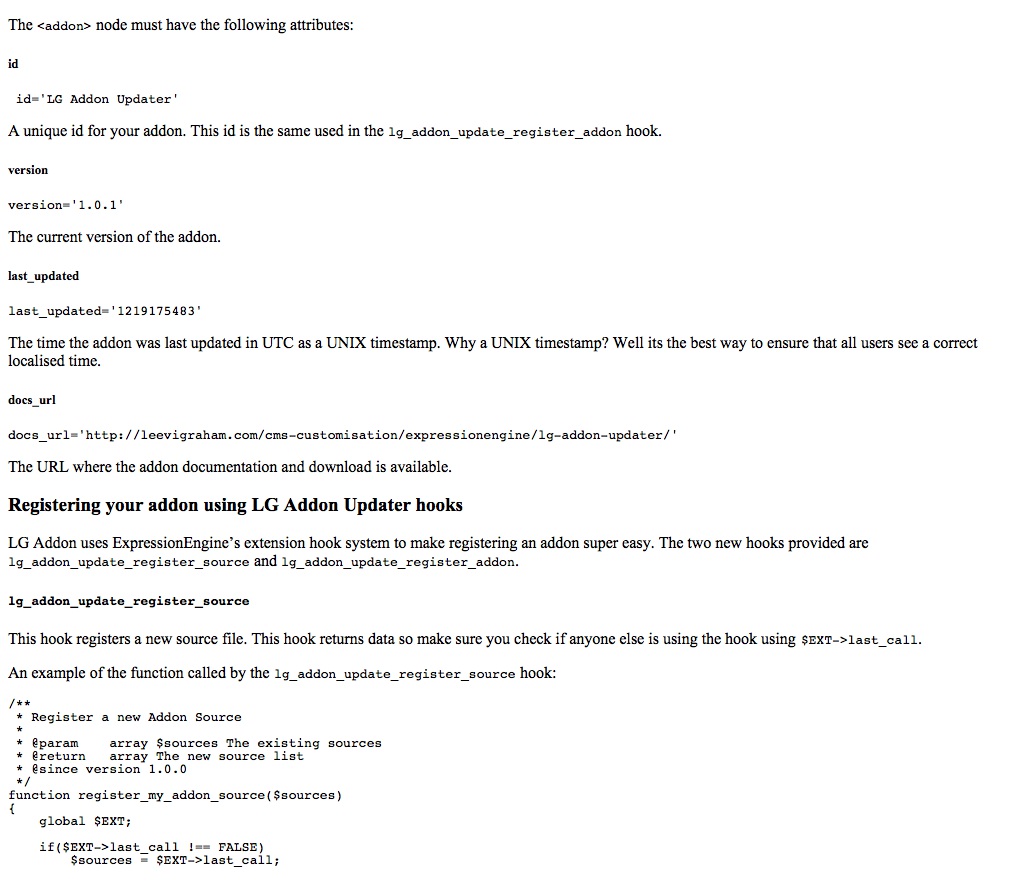 The <addon> node must have the following attributes:
id
id='LG Addon Updater'
A unique id for your addon. This id is the same used in the lg_addon_update_register_addon hook.
version
version='1.0.1'
The current version of the addon.
last_updated
last_updated='1219175483'
The time the addon was last updated in UTC as a UNIX timestamp. Why a UNIX timestamp? Well its the best way to ensure that all users see a correct
localised time.
docs_url
docs_url='http://leevigraham.com/cms-customisation/expressionengine/lg-addon-updater/'
The URL where the addon documentation and download is available.
Registering your addon using LG Addon Updater hooks
LG Addon uses ExpressionEngine’s extension hook system to make registering an addon super easy. The two new hooks provided are
lg_addon_update_register_source and lg_addon_update_register_addon.
lg_addon_update_register_source
This hook registers a new source file. This hook returns data so make sure you check if anyone else is using the hook using $EXT->last_call.
An example of the function called by the lg_addon_update_register_source hook:
/**
 * Register a new Addon Source
 *
 * @param    array $sources The existing sources
 * @return   array The new source list
 * @since version 1.0.0
 */
function register_my_addon_source($sources)
{
    global $EXT;
    if($EXT->last_call !== FALSE)
        $sources = $EXT->last_call;